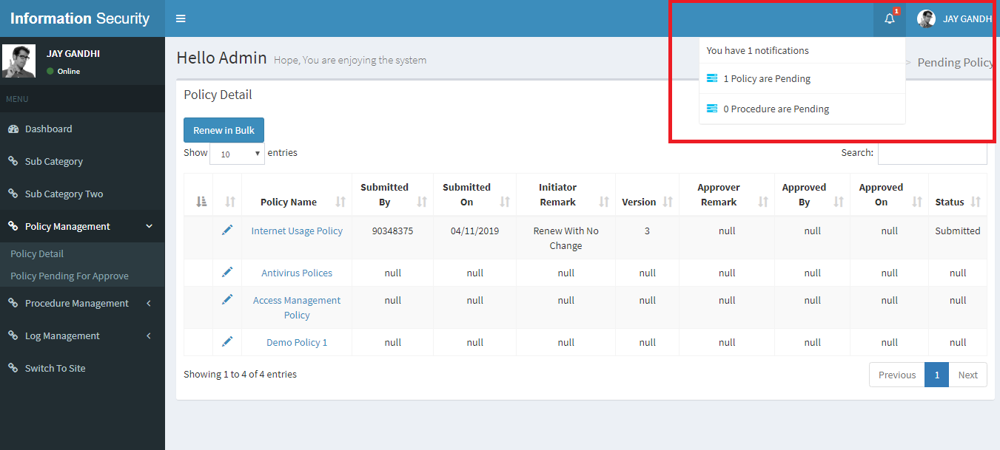 Information Security
1
JAY GANDH
JAY GANDHI
Online
MENU
Dashboard
Sub Category
Sub Category Two
Policy Management
Policy Detail
Policy Pending For Approve
Procedure Management
Log Management
Switch To Site
Hello Admin Hope, You are enjoying the system
> Pending Policy
You have 1 notifications
1 Policy are Pending
0 Procedure are Pending
Policy Detail
Renew in Bulk
Show 10 entries
Search:
Policy Name Submitted By Submitted On Initiator Remark Version Approver Remark Approved By Approved On Status
Internet Usage Policy 90348375 04/11/2019 Renew With No Change 3 null null null Submitted
Antivirus Polices null null null null null null null null
Access Management Policy null null null null null null null null
Demo Policy 1 null null null null null null null null
Showing 1 to 4 of 4 entries
Previous 1 Next